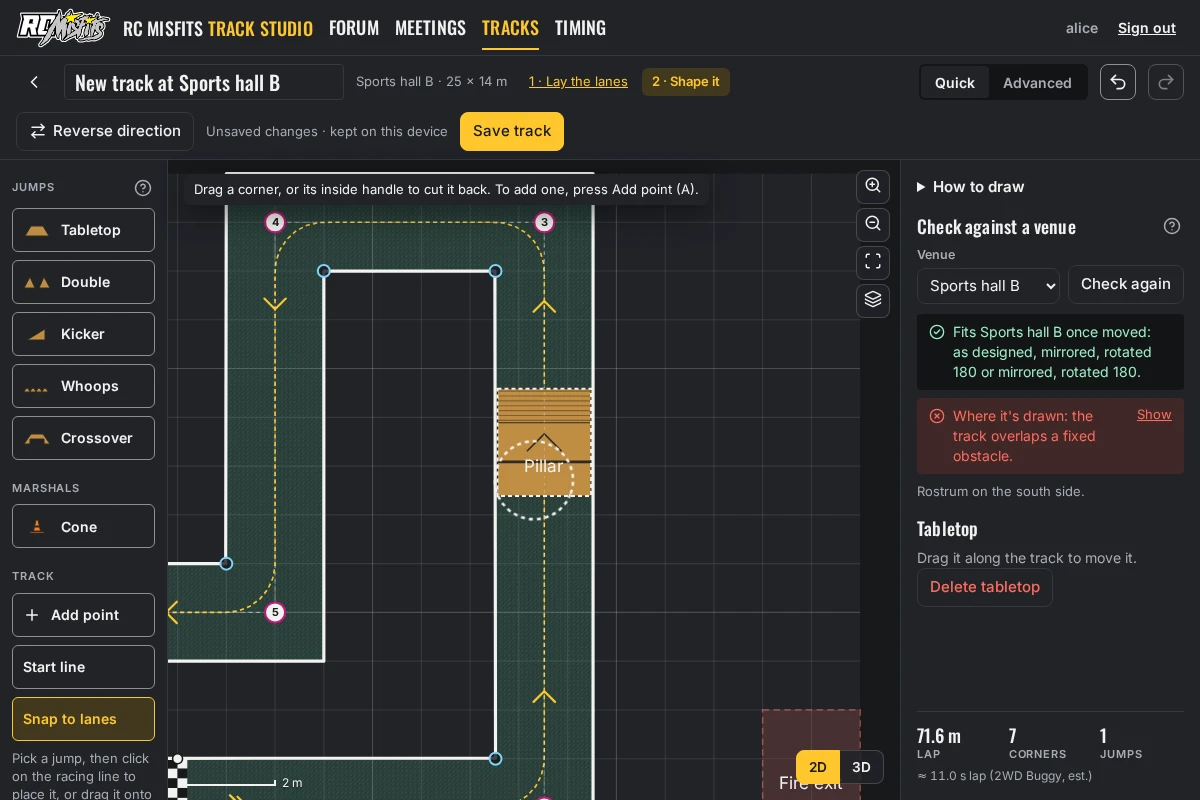 RC Misfits
RC MISFITS TRACK STUDIO
FORUM
MEETINGS
TRACKS
TIMING
alice
Sign out
New track at Sports hall B
Sports hall B · 25 × 14 m
1 · Lay the lanes
2 · Shape it
Quick
Advanced
Reverse direction
Unsaved changes · kept on this device
Save track
JUMPS
Tabletop
Double
Kicker
Whoops
Crossover
MARSHALS
Cone
TRACK
Add point
Start line
Snap to lanes
Pick a jump, then click
on the racing line to
place it, or drag it onto
Drag a corner, or its inside handle to cut it back. To add one, press Add point (A).
4
3
Pillar
5
2 m
Fire exit
2D
3D
How to draw
Check against a venue
Venue
Sports hall B
Check again
Fits Sports hall B once moved:
as designed, mirrored, rotated
180 or mirrored, rotated 180.
Where it's drawn: the
track overlaps a fixed
obstacle.
Show
Rostrum on the south side.
Tabletop
Drag it along the track to move it.
Delete tabletop
71.6 m
LAP
7
CORNERS
1
JUMPS
≈ 11.0 s lap (2WD Buggy, est.)